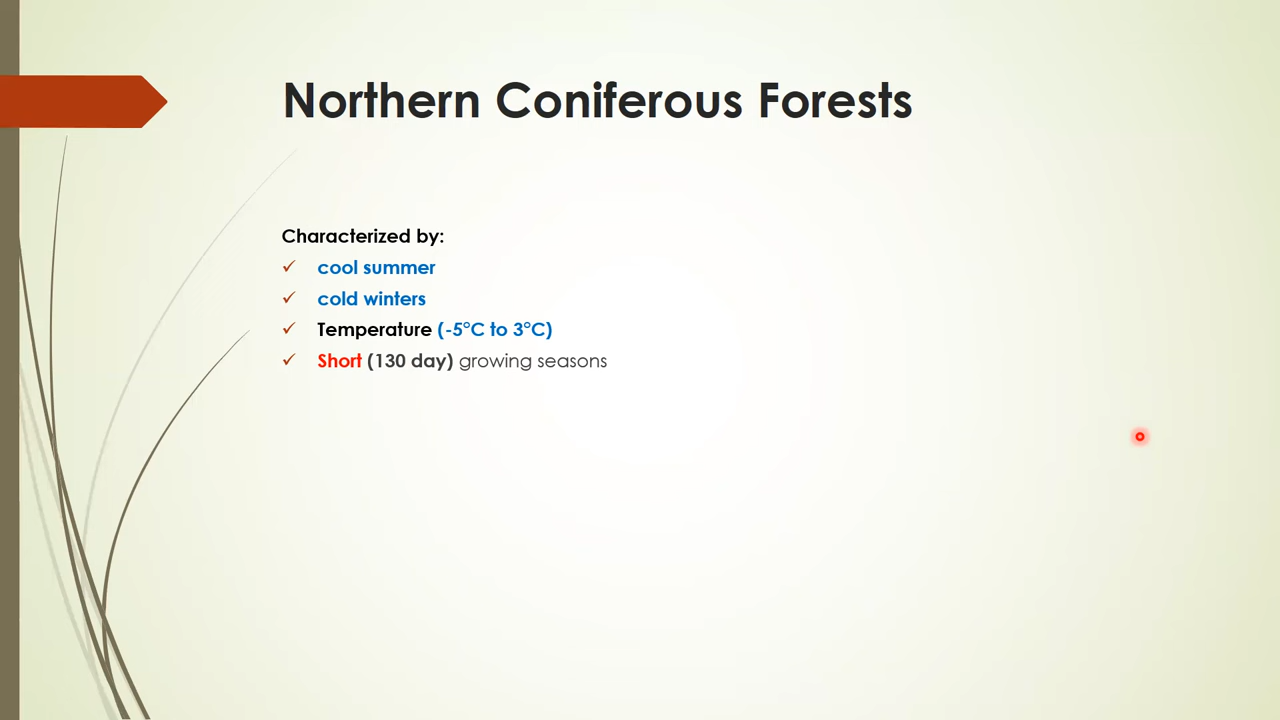 Northern Coniferous Forests
Characterized by:
✓ cool summer
✓ cold winters
✓ Temperature (-5°C to 3°C)
✓ Short (130 day) growing seasons